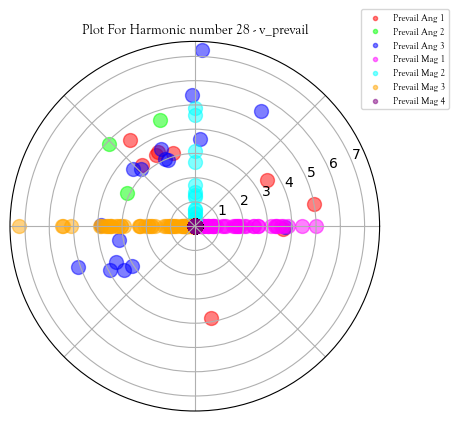 Plot For Harmonic number 28 - v_prevail
Prevail Ang 1
Prevail Ang 2
Prevail Ang 3
Prevail Mag 1
Prevail Mag 2
Prevail Mag 3
Prevail Mag 4
1
2
3
4
5
6
7